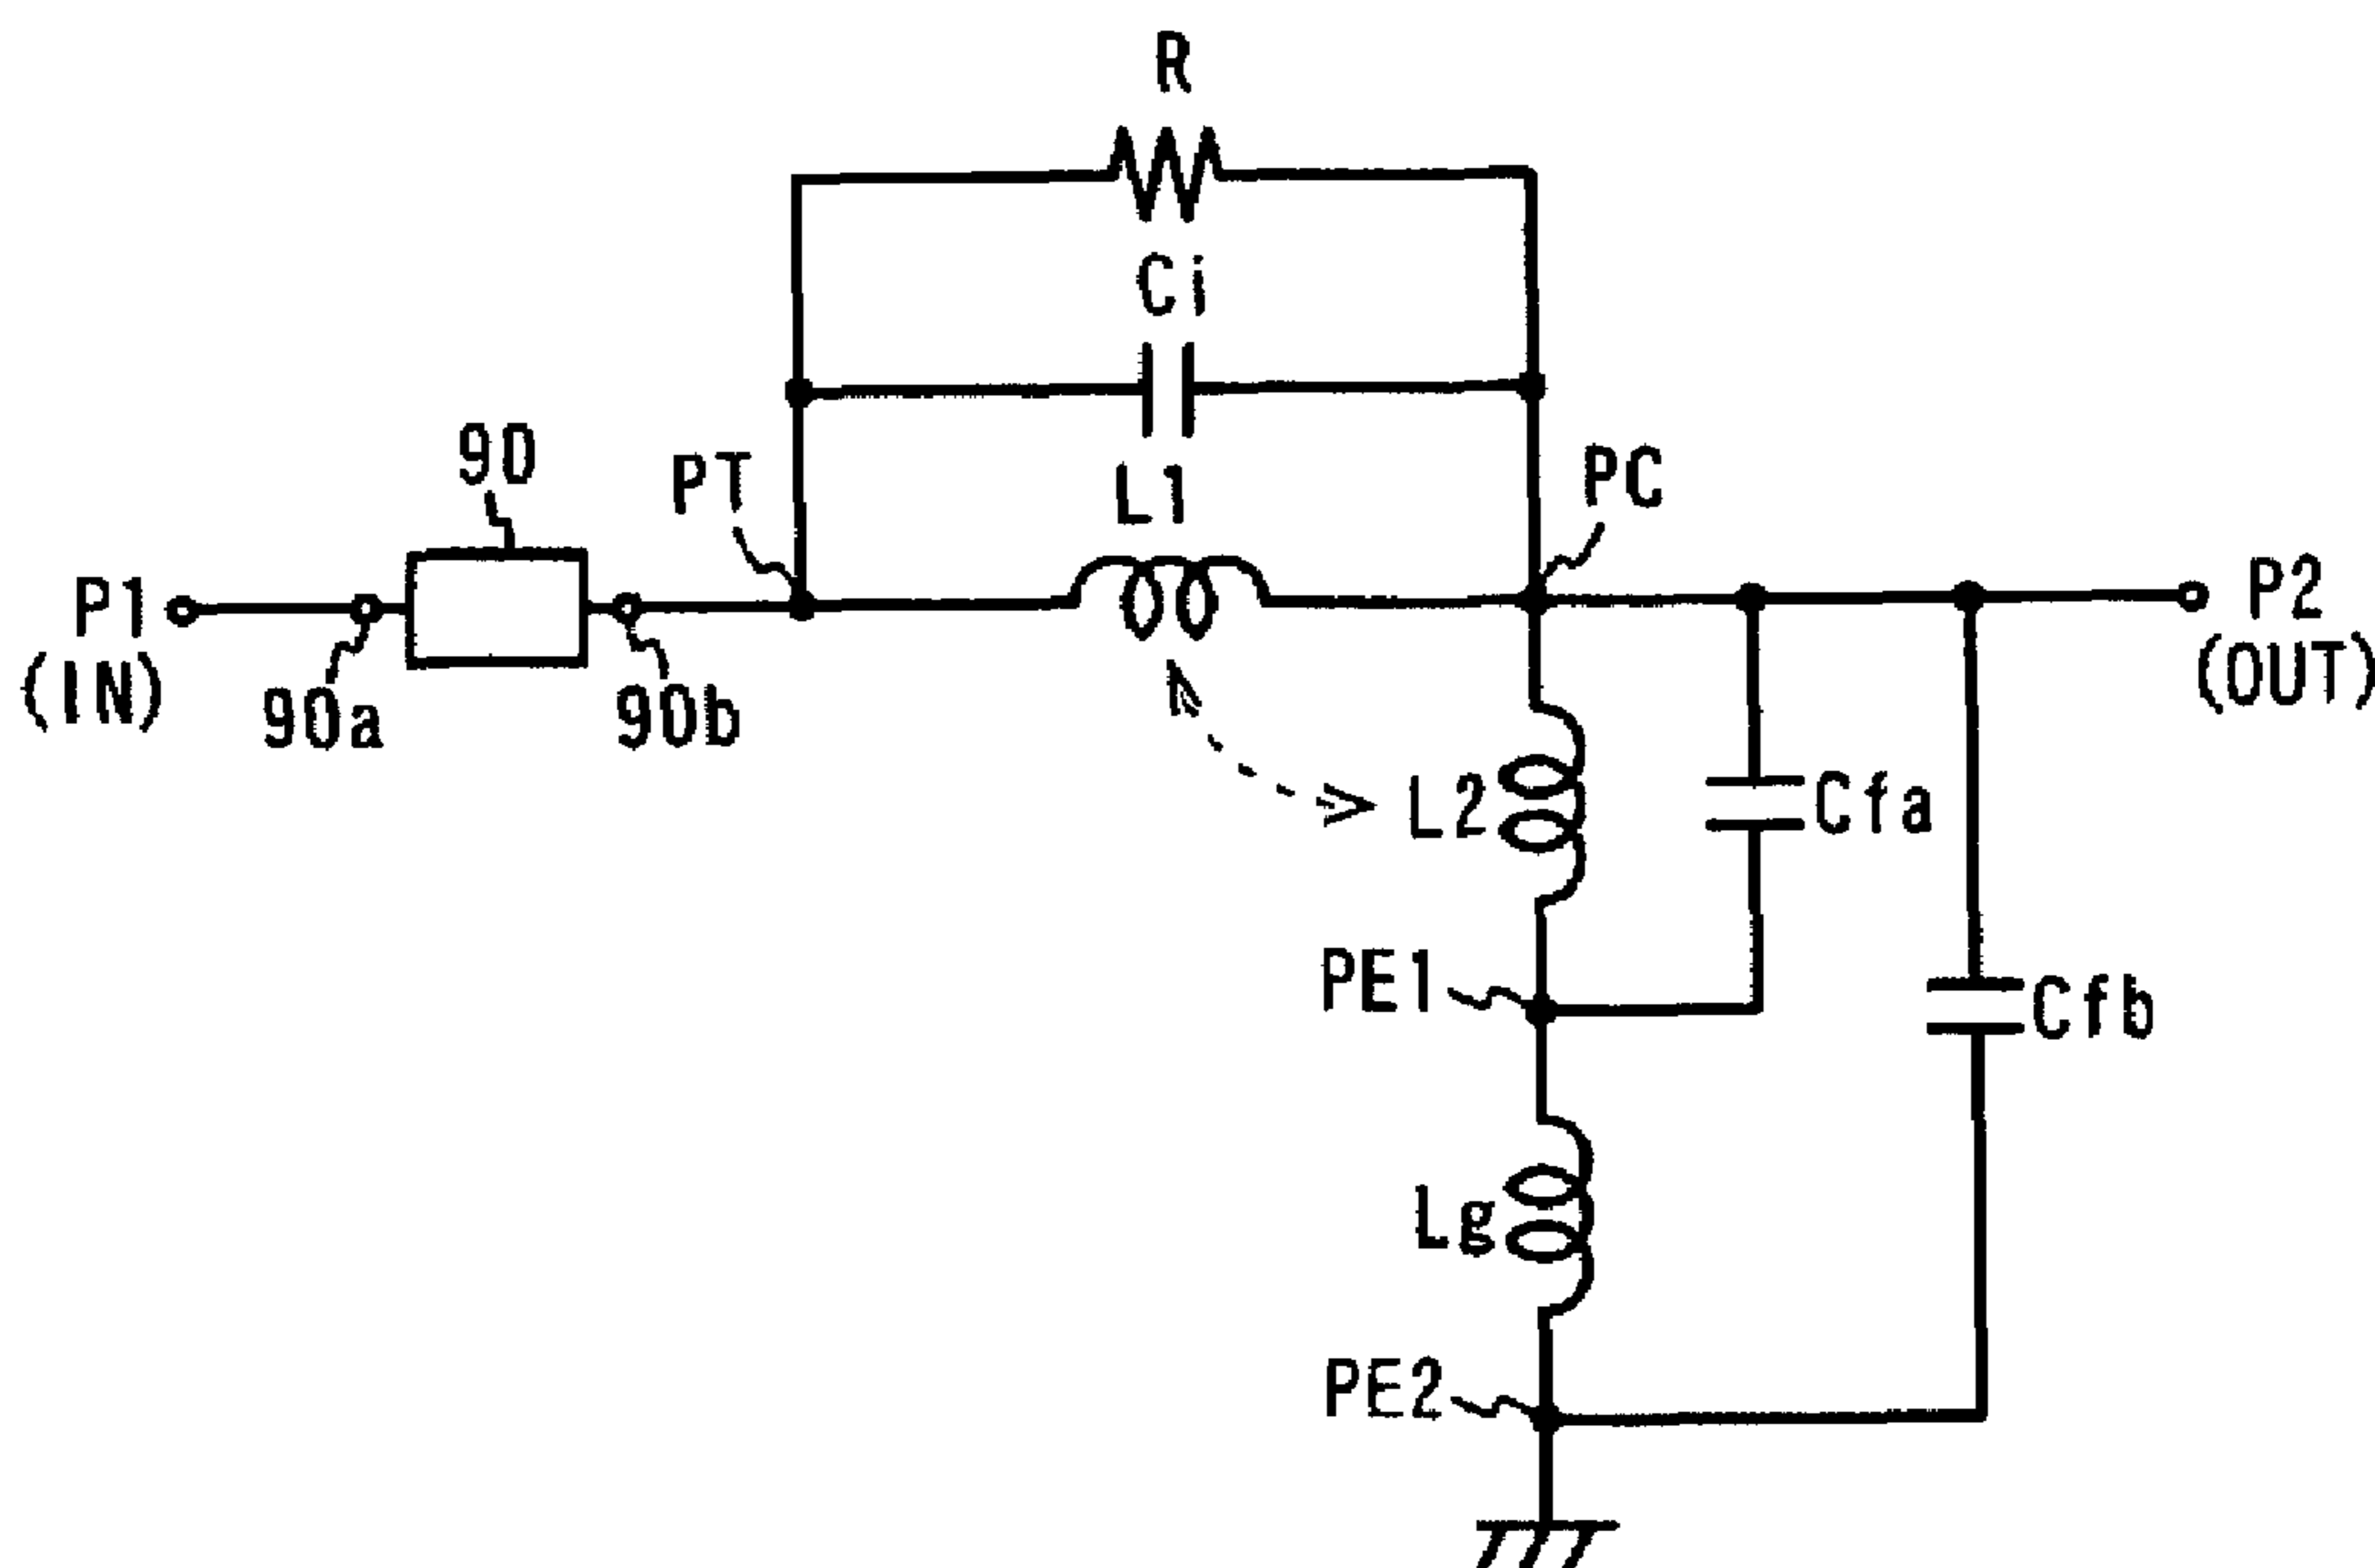 R
Ci
90
PT
L1
PC
P1
(IN)
90a
90b
P2
(OUT)
L2
Cfa
PE1
Cfb
Lg
PE2